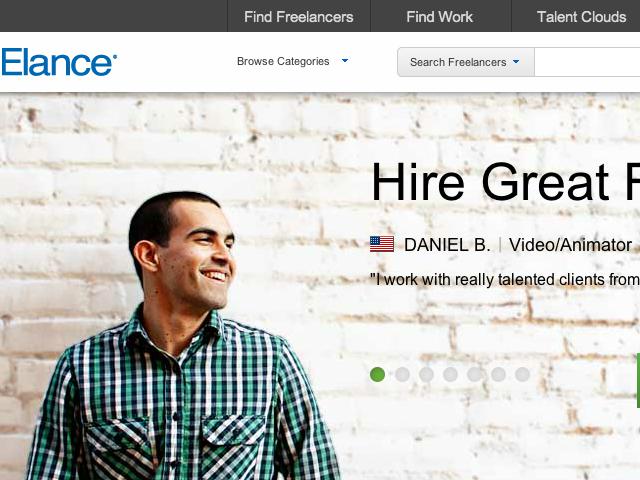 Find Freelancers
Find Work
Talent Clouds
Elance
Browse Categories
Search Freelancers
Hire Great
DANIEL B. | Video/Animator
"I work with really talented clients from